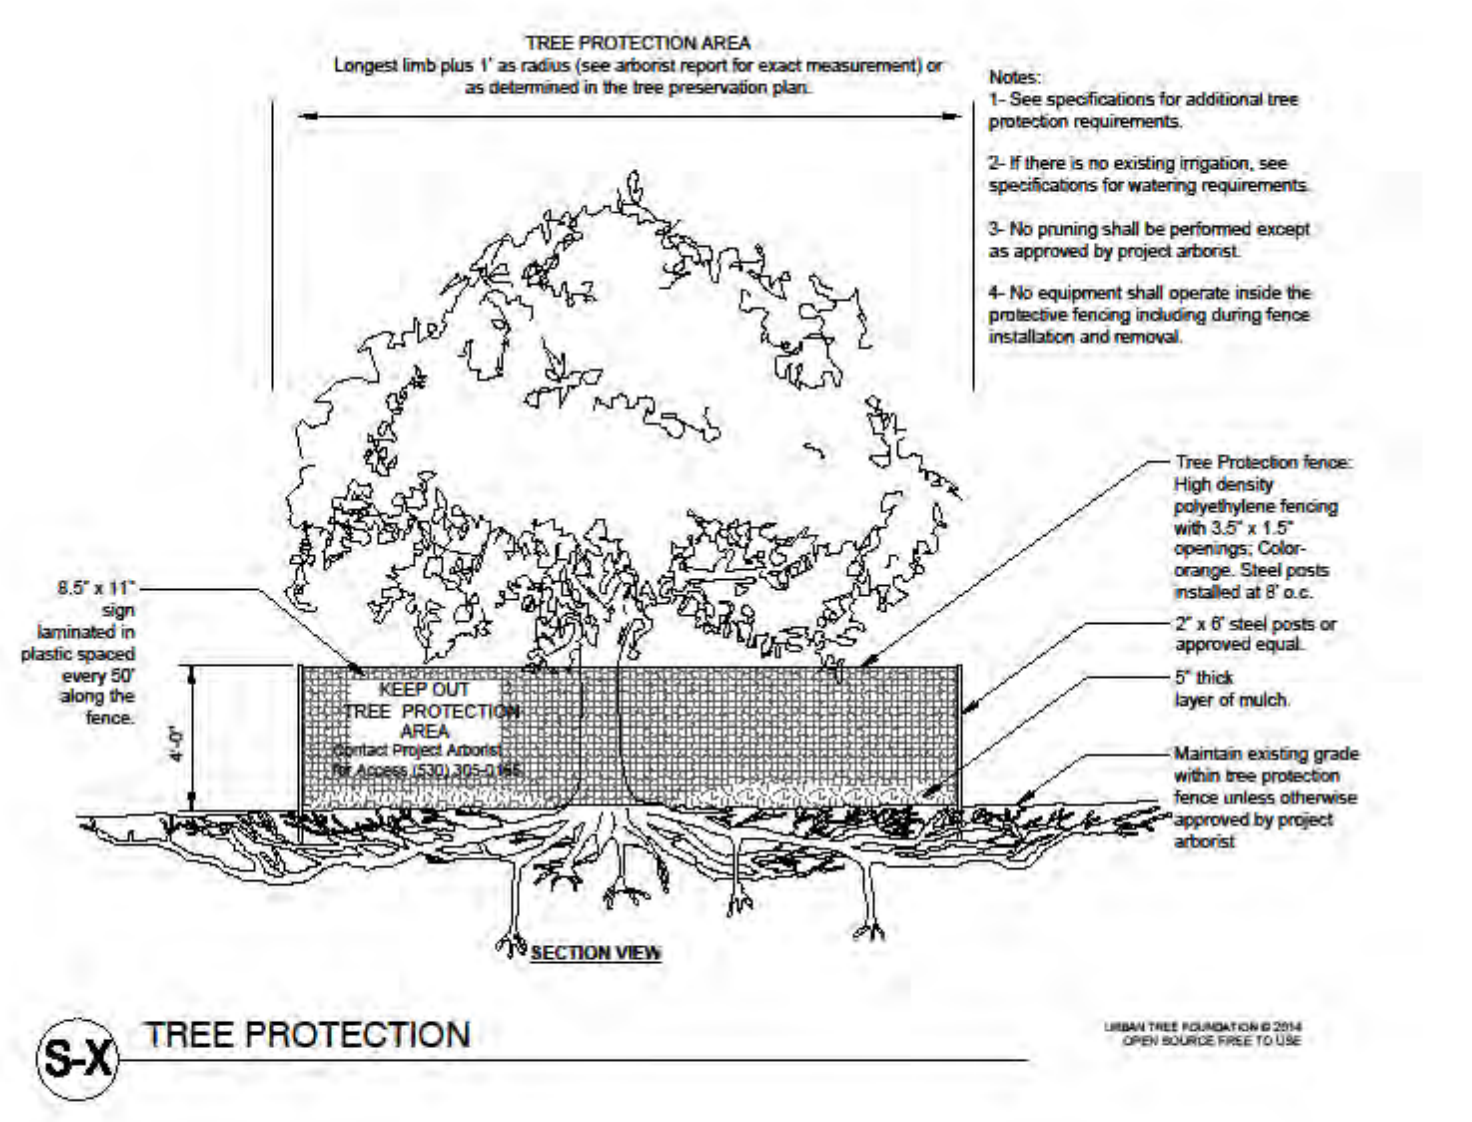 TREE PROTECTION AREA
Longest limb plus 1' as radius (see arborist report for exact measurement) or
as determined in the tree preservation plan.
Notes:
1- See specifications for additional tree
protection requirements.
2- If there is no existing irrigation, see
specifications for watering requirements.
3- No pruning shall be performed except
as approved by project arborist.
4- No equipment shall operate inside the
protective fencing including during fence
installation and removal.
Tree Protection fence:
High density
polyethylene fencing
with 3.5" x 1.5"
openings; Color-
orange. Steel posts
installed at 8' o.c.
2" x 6' steel posts or
approved equal.
5" thick
layer of mulch.
Maintain existing grade
within tree protection
fence unless otherwise
approved by project
arborist
8.5" x 11"
sign
laminated in
plastic spaced
every 50'
along the
fence.
4'-0"
KEEP OUT
TREE PROTECTION
AREA
Contact Project Arborist
for Access (530) 305-0165
SECTION VIEW
S-X
TREE PROTECTION
URBAN TREE FOUNDATION © 2014
OPEN SOURCE FREE TO USE